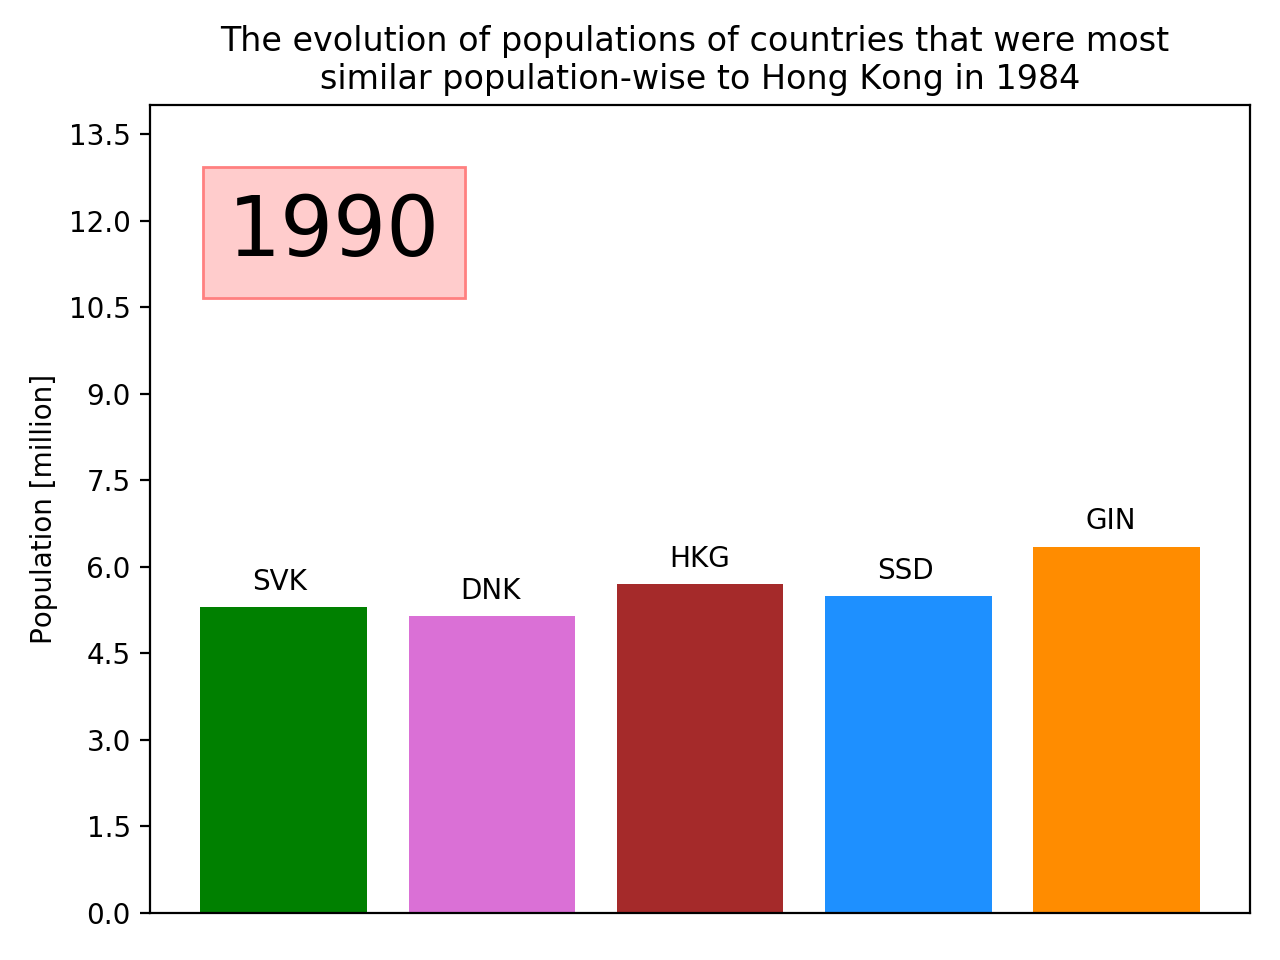 The evolution of populations of countries that were most
similar population-wise to Hong Kong in 1984
13.5
12.0
10.5
9.0
7.5
6.0
4.5
3.0
1.5
0.0
Population [million]
1990
SVK
DNK
HKG
SSD
GIN